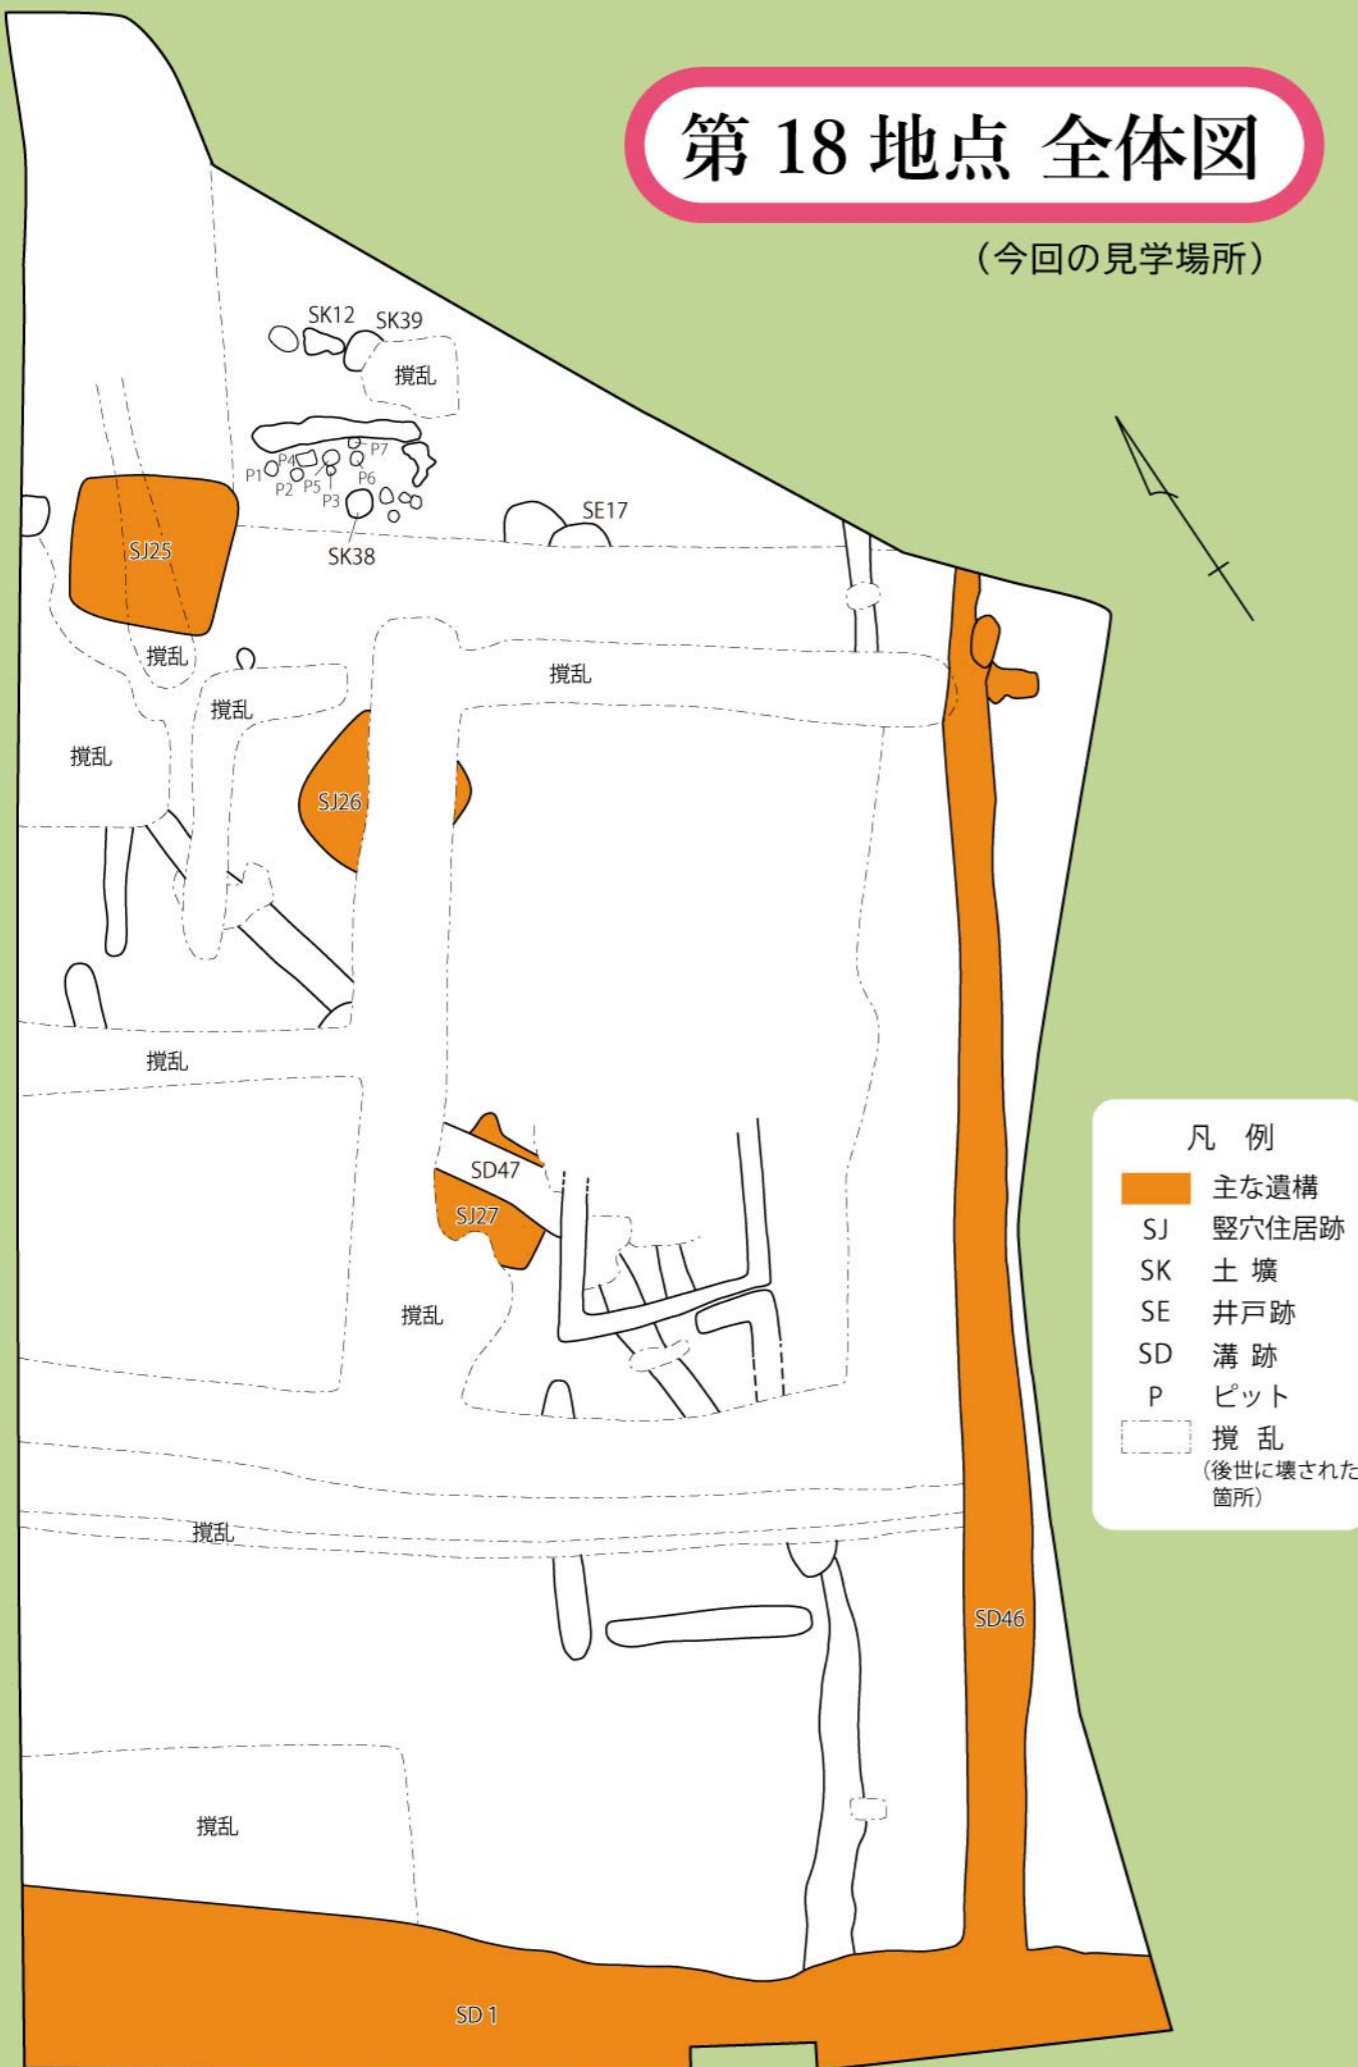 第 18 地点 全体図
（今回の見学場所）
SK12
SK39
撹乱
P7
P4
P1
P6
P2
P5
P3
SK38
SE17
SJ25
撹乱
撹乱
撹乱
撹乱
SJ26
撹乱
SD47
SJ27
撹乱
凡 例
主な遺構
SJ 竪穴住居跡
SK 土 壙
SE 井戸跡
SD 溝 跡
P ピット
撹 乱
（後世に壊された
箇所）
撹乱
SD46
撹乱
SD 1